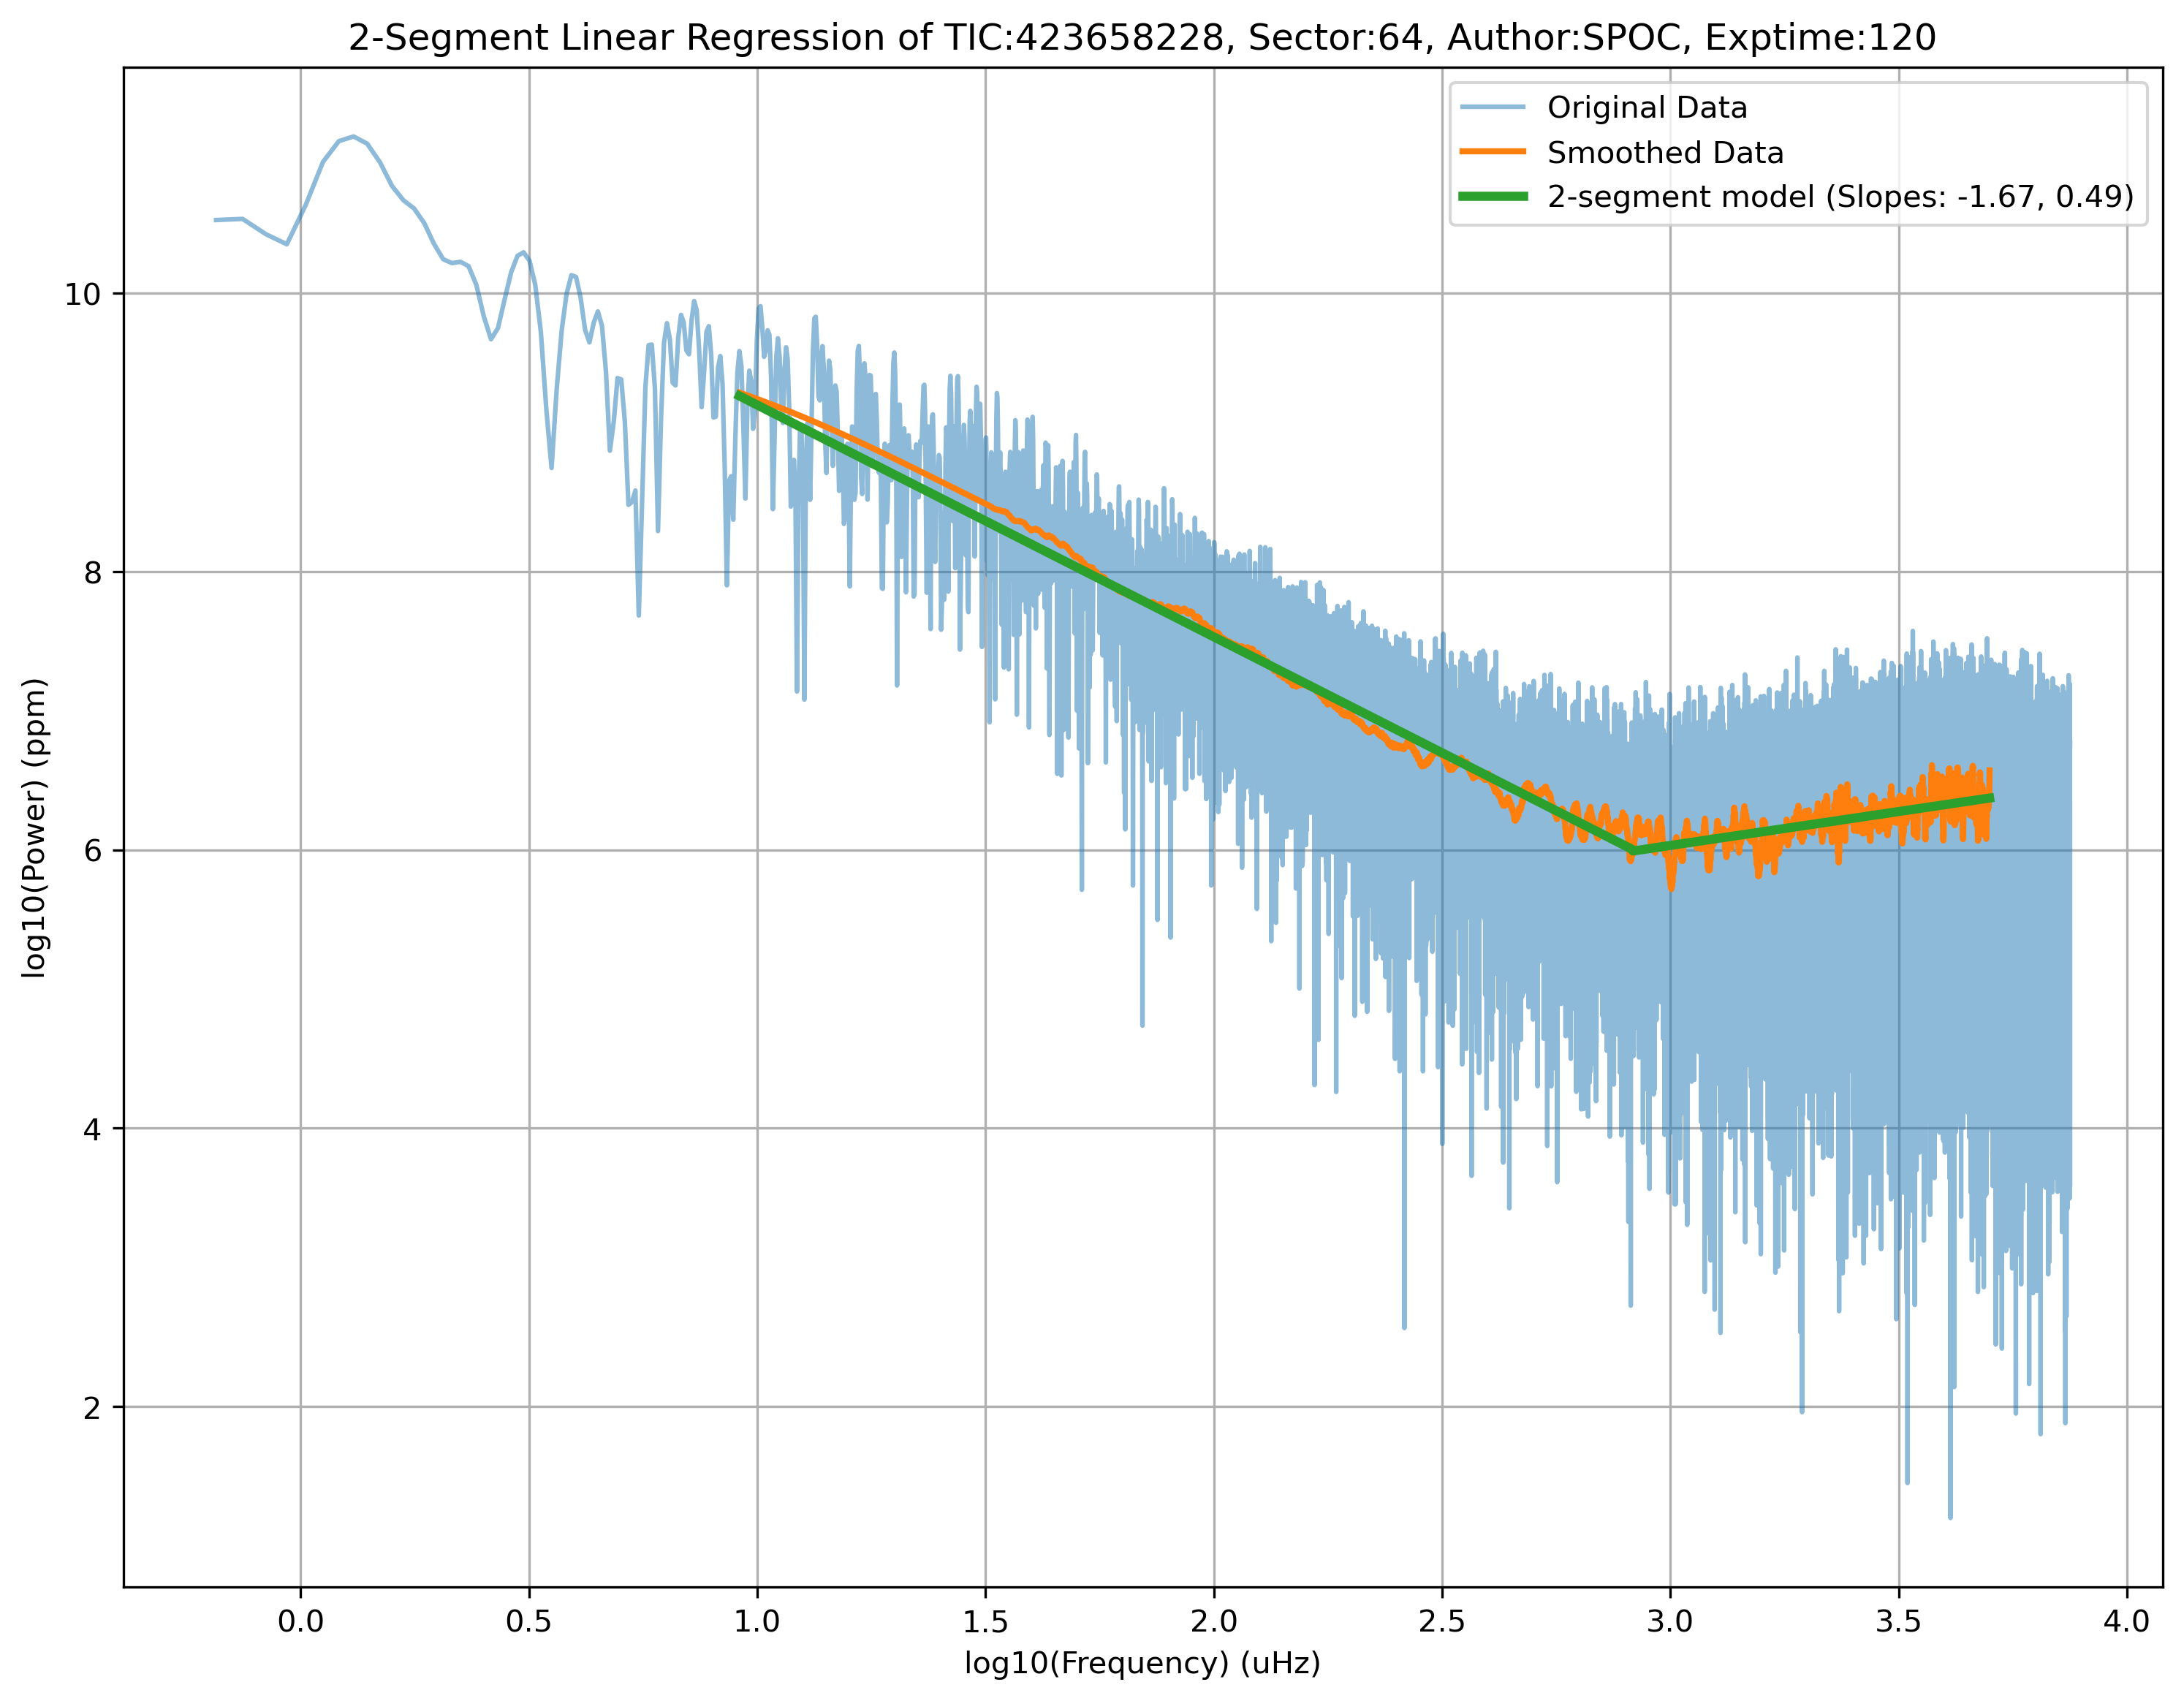 2-Segment Linear Regression of TIC:423658228, Sector:64, Author:SPOC, Exptime:120
Original Data
Smoothed Data
2-segment model (Slopes: -1.67, 0.49)
log10(Power) (ppm)
10
8
6
4
2
0.0 0.5 1.0 1.5 2.0 2.5 3.0 3.5 4.0
log10(Frequency) (uHz)